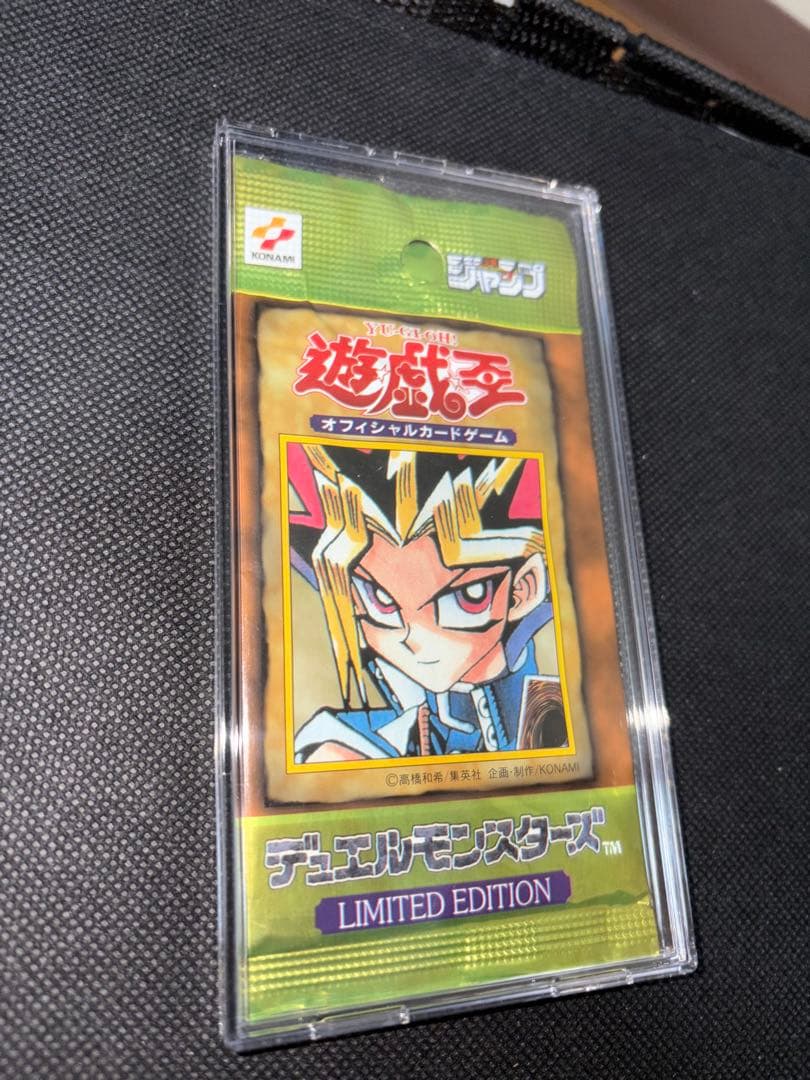 KONAMI
ジャンプ
YU-GI-OH!
遊戯王
オフィシャルカードゲーム
©高橋和希/集英社 企画・制作/KONAMI
デュエルモンスターズ™
LIMITED EDITION